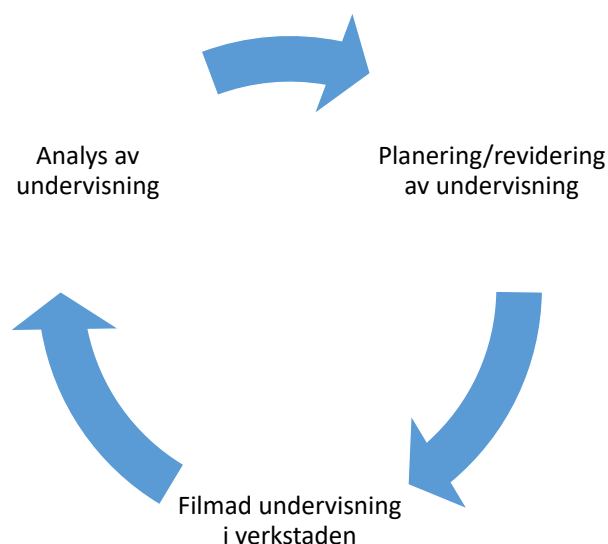 Analys av
undervisning
Planering/revidering
av undervisning
Filmad undervisning
i verkstaden